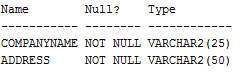 Name        Null?    Type
----------- -------- ------------
COMPANYNAME NOT NULL VARCHAR2(25)
ADDRESS     NOT NULL VARCHAR2(50)